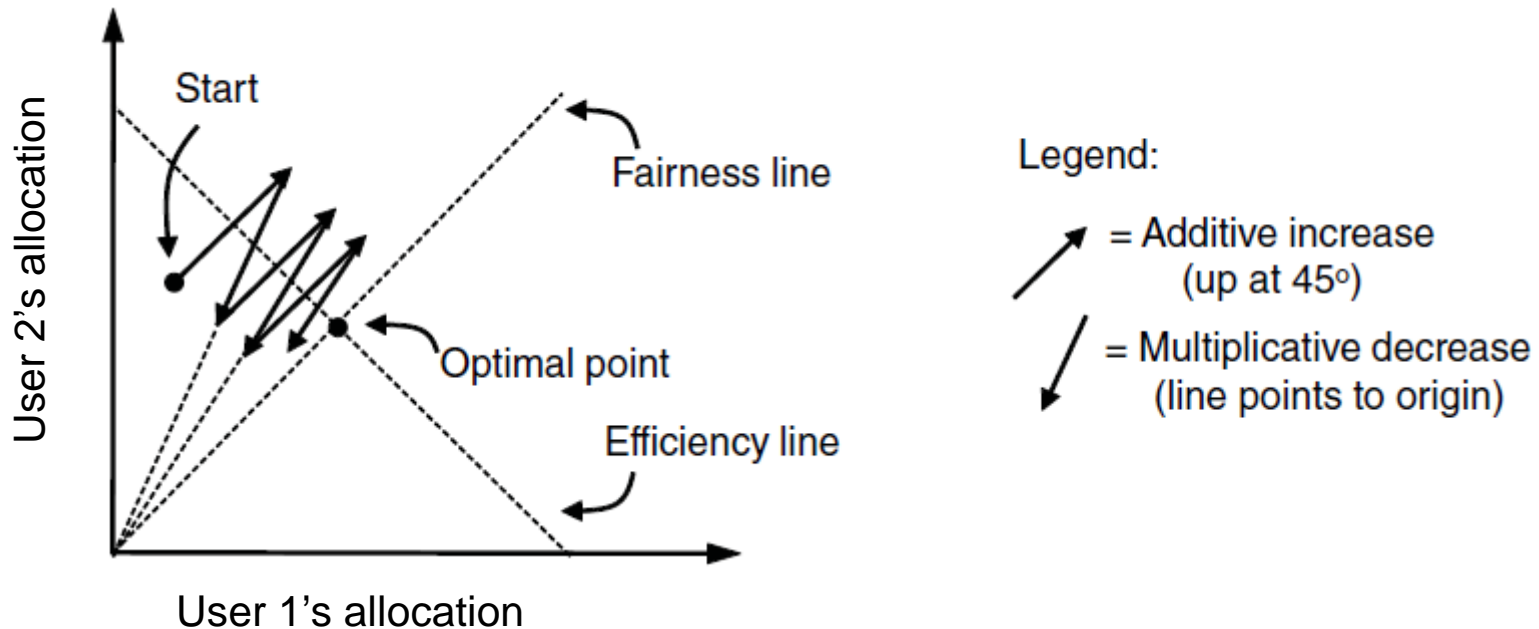 User 2's allocation
Start
Fairness line
Optimal point
Efficiency line
User 1's allocation
Legend:
= Additive increase
(up at 45º)
= Multiplicative decrease
(line points to origin)